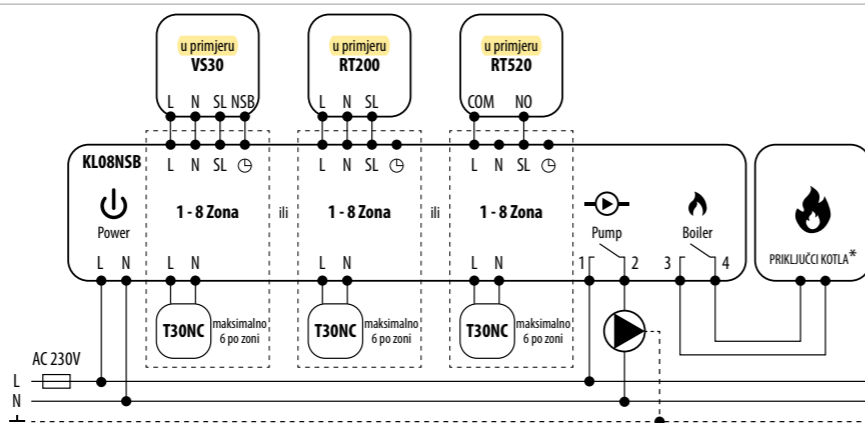 u primjeru
VS30
L N SL NSB
u primjeru
RT200
L N SL
u primjeru
RT520
COM NO
KL08NSB
L N SL
L N SL
L N SL
Power
1 - 8 Zona
ili
1 - 8 Zona
ili
1 - 8 Zona
Pump
Boiler
PRIKLJUČCI KOTLA*
L N
L N
L N
L N
1 2
3 4
T30NC
maksimalno
6 po zoni
T30NC
maksimalno
6 po zoni
T30NC
maksimalno
6 po zoni
AC 230V
L
N